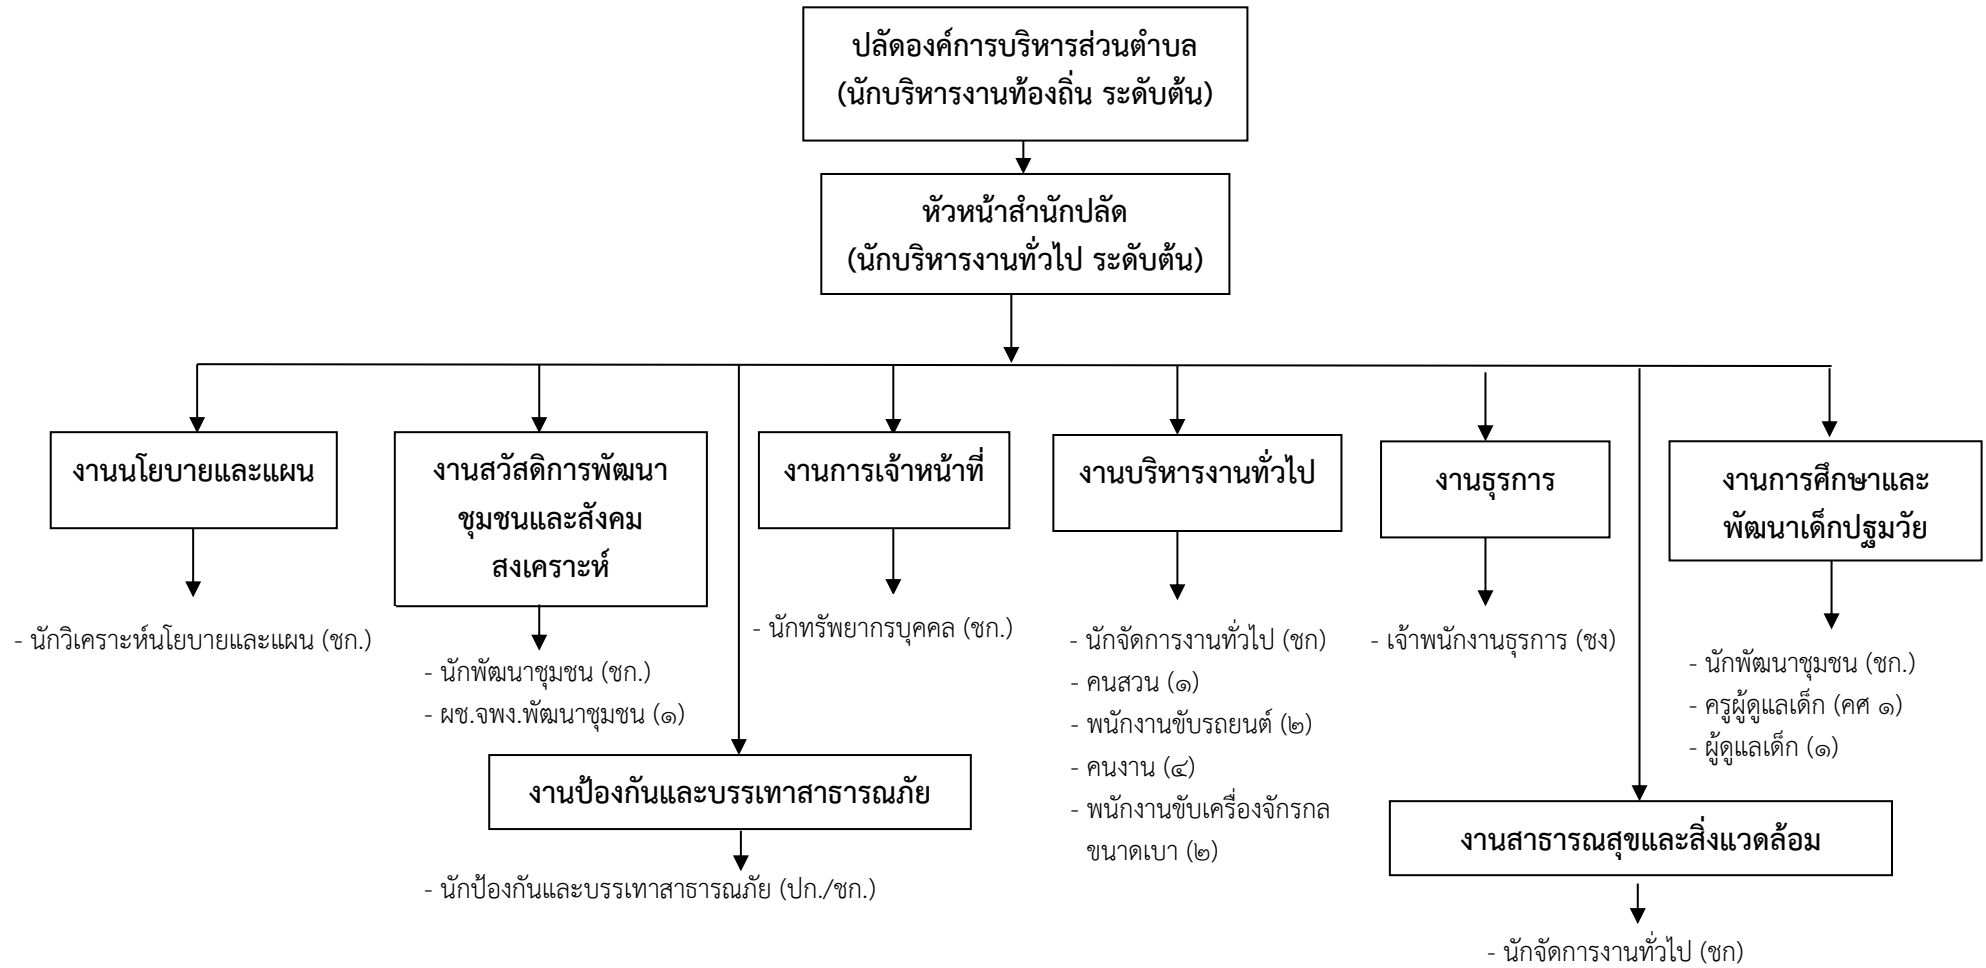 ปลัดองค์การบริหารส่วนตำบล
(นักบริหารงานท้องถิ่น ระดับต้น)
หัวหน้าสำนักปลัด
(นักบริหารงานทั่วไป ระดับต้น)
งานนโยบายและแผน
- นักวิเคราะห์นโยบายและแผน (ชก.)
งานสวัสดิการพัฒนา
ชุมชนและสังคม
สงเคราะห์
- นักพัฒนาชุมชน (ชก.)
- ผช.จพง.พัฒนาชุมชน (๑)
งานป้องกันและบรรเทาสาธารณภัย
- นักป้องกันและบรรเทาสาธารณภัย (ปก./ชก.)
งานการเจ้าหน้าที่
- นักทรัพยากรบุคคล (ชก.)
งานบริหารงานทั่วไป
- นักจัดการงานทั่วไป (ชก)
- คนสวน (๑)
- พนักงานขับรถยนต์ (๒)
- คนงาน (๔)
- พนักงานขับเครื่องจักรกล
ขนาดเบา (๒)
งานธุรการ
- เจ้าพนักงานธุรการ (ชง)
งานสาธารณสุขและสิ่งแวดล้อม
- นักจัดการงานทั่วไป (ชก)
งานการศึกษาและ
พัฒนาเด็กปฐมวัย
- นักพัฒนาชุมชน (ชก.)
- ครูผู้ดูแลเด็ก (คศ ๑)
- ผู้ดูแลเด็ก (๑)